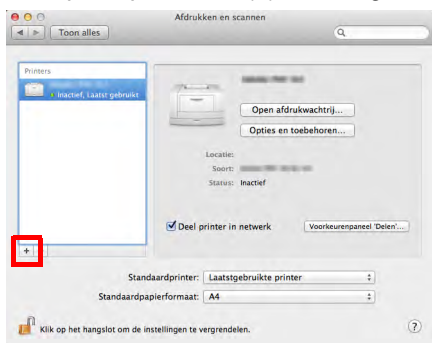 Afdrukken en scannen
Toon alles
Printers
Inactief, Laatst gebruikt
Open afdrukwachtrij...
Opties en toebehoren...
Locatie:
Soort:
Status: Inactief
Deel printer in netwerk
Voorkeurenpaneel 'Delen'...
+
Standaardprinter: Laatstgebruikte printer
Standaardpapierformaat: A4
Klik op het hangslot om de instellingen te vergrendelen.
?